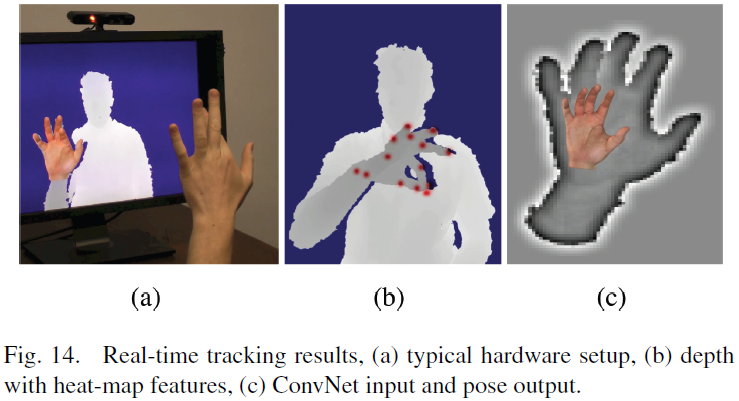 (a)
(b)
(c)
Fig. 14. Real-time tracking results, (a) typical hardware setup, (b) depth
with heat-map features, (c) ConvNet input and pose output.